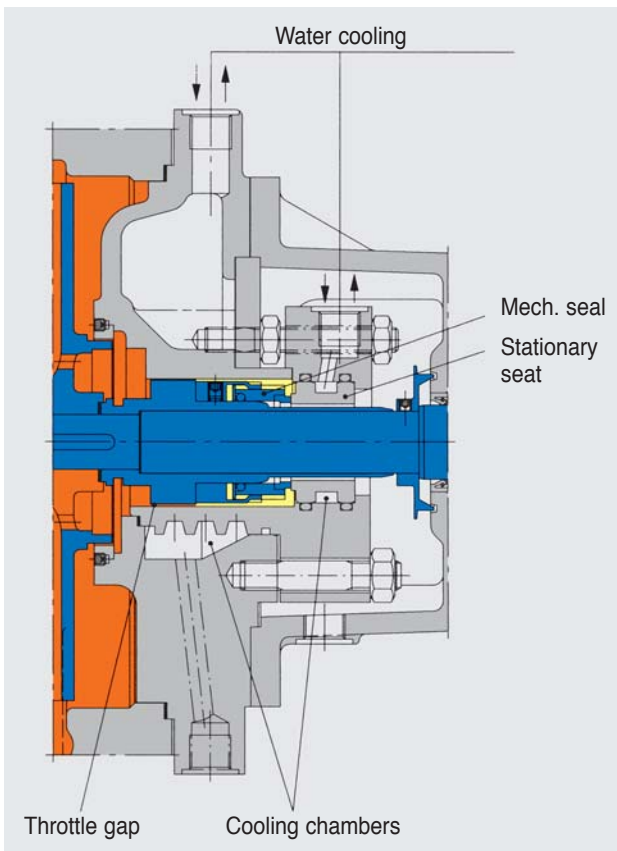 Water cooling
Mech. seal
Stationary
seat
Throttle gap
Cooling chambers